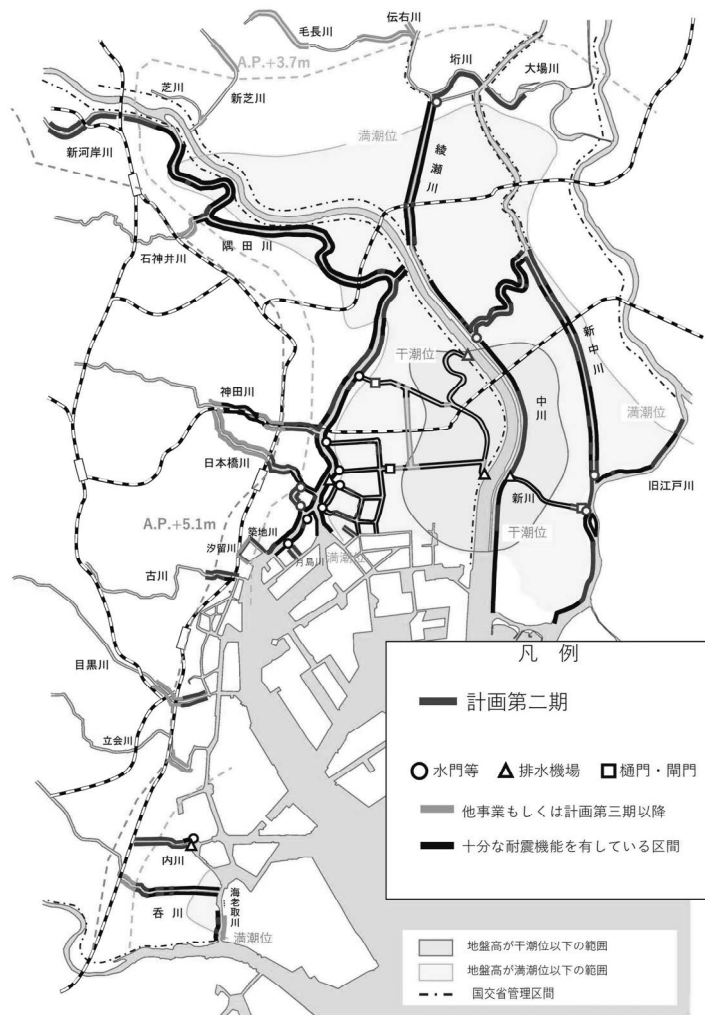 伝右川
毛長川
A.P.+3.7m
垳川
大場川
芝川
新芝川
満潮位
新河岸川
綾瀬川
隅田川
石神井川
新中川
干潮位
神田川
中川
満潮位
日本橋川
旧江戸川
新川
A.P.+5.1m
築地川
干潮位
汐留川
月島川
満潮位
古川
凡 例
目黒川
計画第二期
立会川
水門等
排水機場
樋門・閘門
他事業もしくは計画第三期以降
内川
十分な耐震機能を有している区間
海老取川
呑川
満潮位
地盤高が干潮位以下の範囲
地盤高が満潮位以下の範囲
国交省管理区間